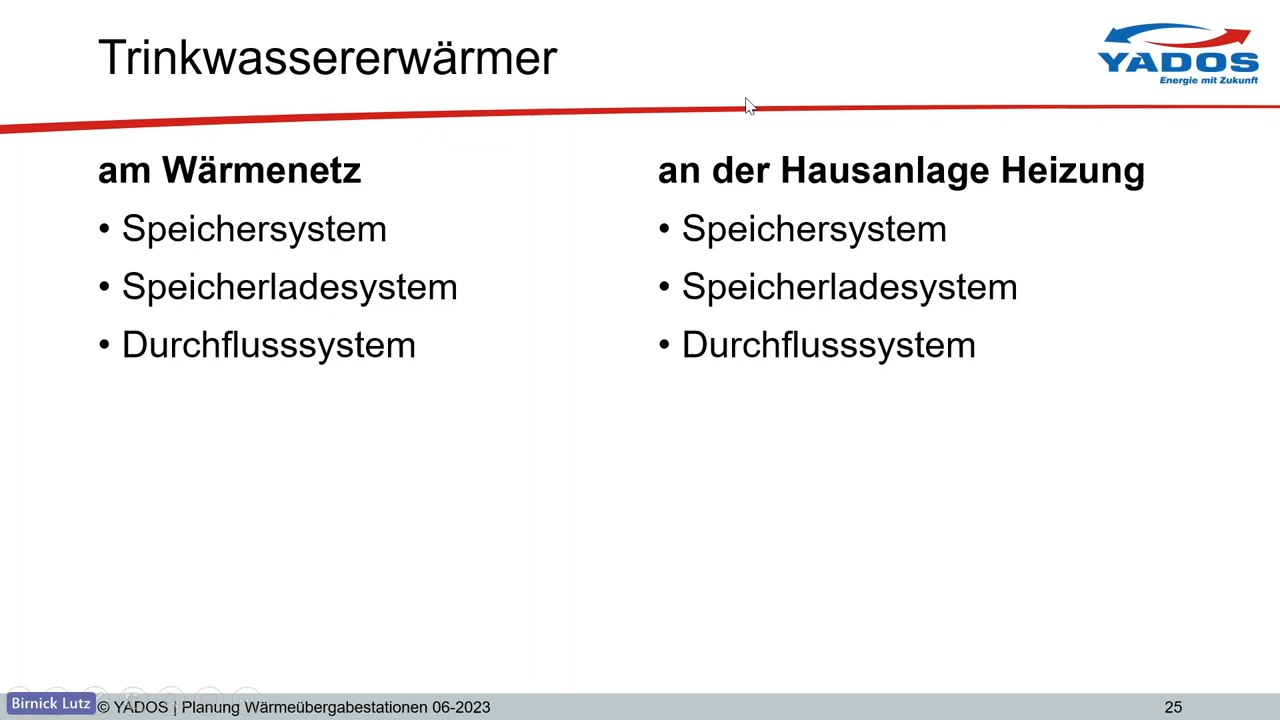 Trinkwassererwärmer
YADOS
Energie mit Zukunft
am Wärmenetz
• Speichersystem
• Speicherladesystem
• Durchflusssystem
an der Hausanlage Heizung
• Speichersystem
• Speicherladesystem
• Durchflusssystem
Birnick Lutz
© YADOS | Planung Wärmeübergabestationen 06-2023
25